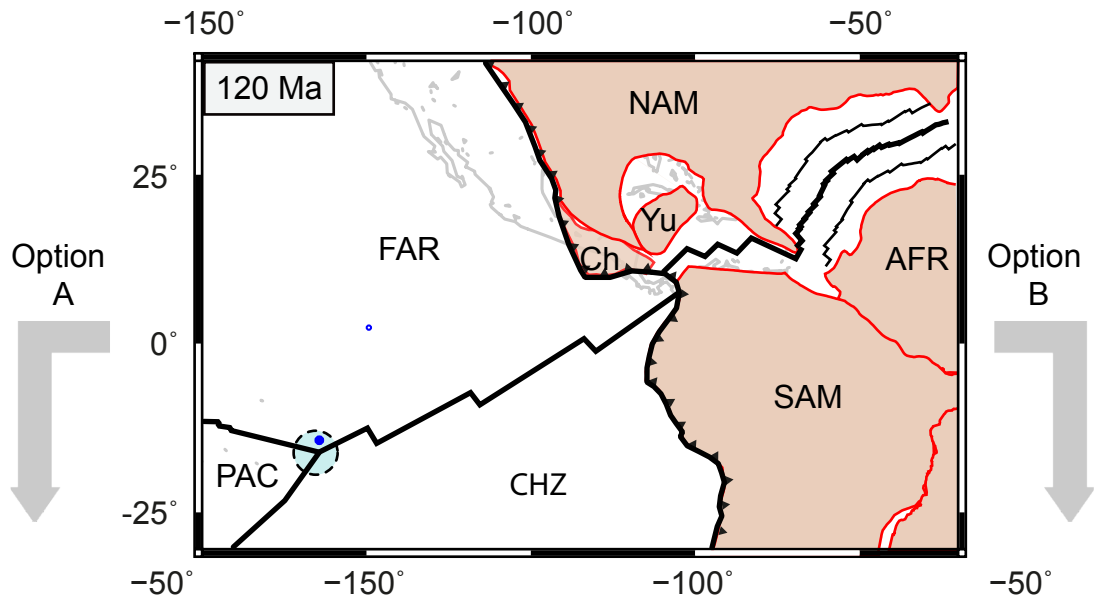 −150° −100° −50°
120 Ma
NAM
25°
Yu
Option
A
FAR
Ch
AFR
Option
B
0°
SAM
PAC
CHZ
-25°
−50° −150° −100° −50°